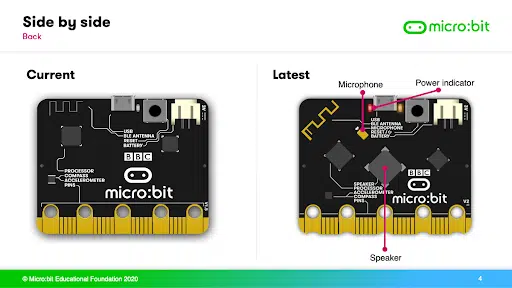 Side by side
Back
micro:bit
Current
Latest
Microphone
Power indicator
USB
BLE ANTENNA
RESET
BATTERY
3V
BBC
PROCESSOR
COMPASS
ACCELEROMETER
PINS
micro:bit
USB
BLE ANTENNA
MICROPHONE
RESET
BATTERY
3V
BBC
SPEAKER
PROCESSOR
ACCELEROMETER
COMPASS
PINS
micro:bit
V2
Speaker
© Micro:bit Educational Foundation 2020
4